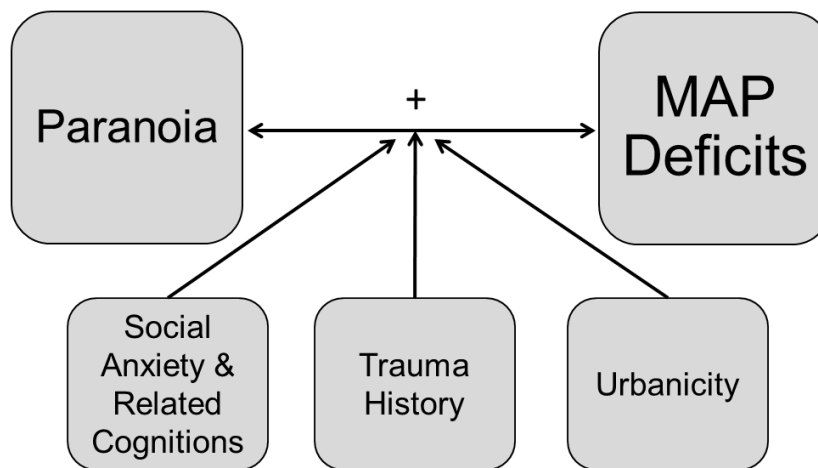 Paranoia
+
MAP
Deficits
Social
Anxiety &
Related
Cognitions
Trauma
History
Urbanicity